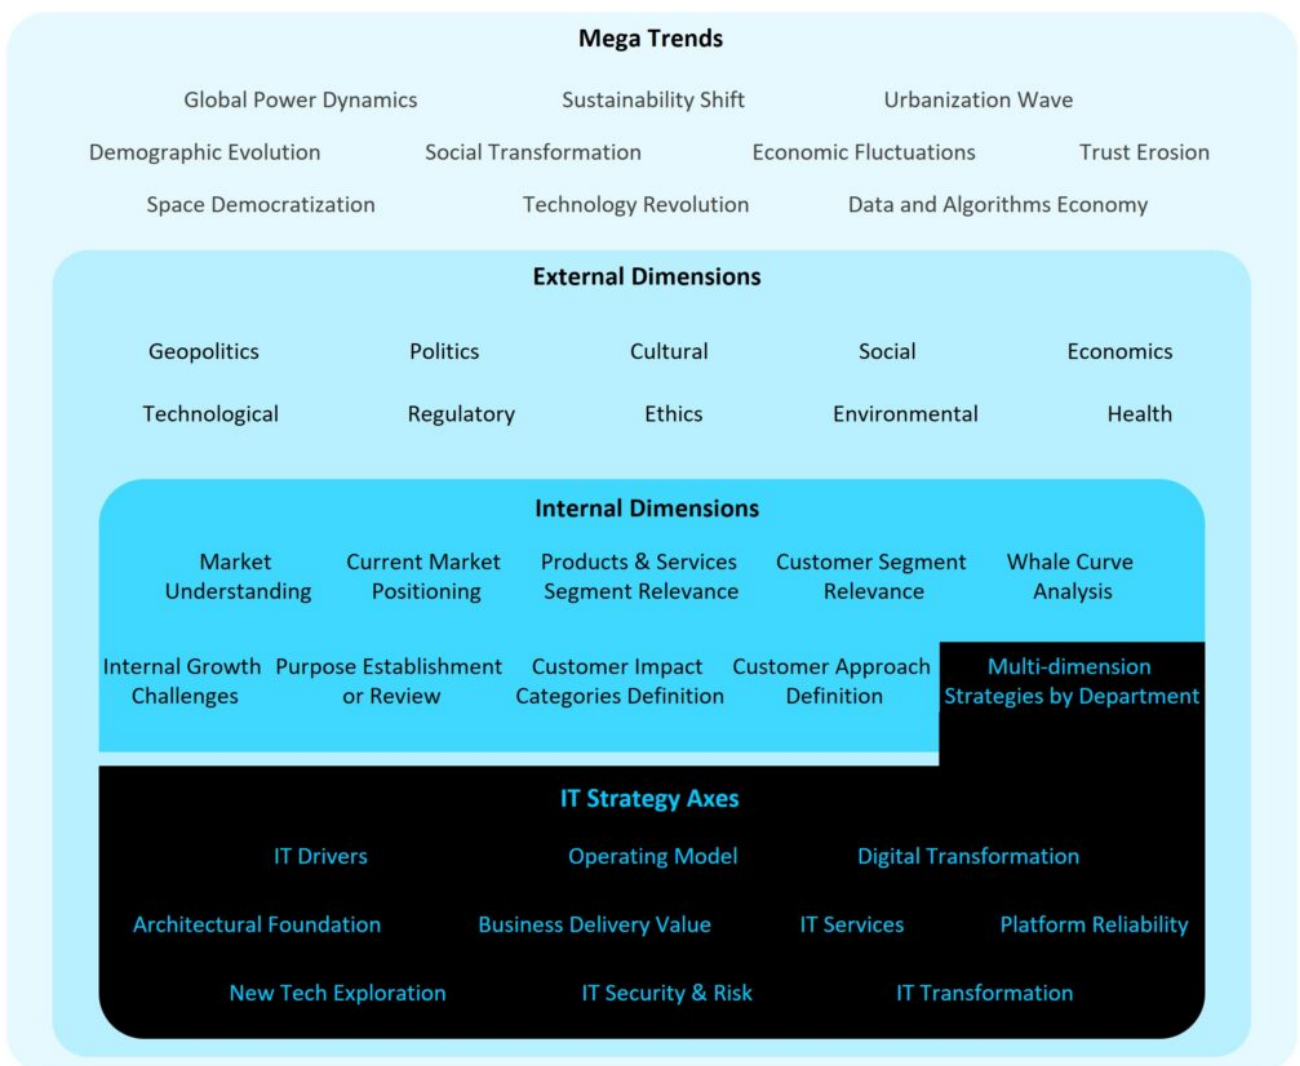 Mega Trends
Global Power Dynamics Sustainability Shift Urbanization Wave
Demographic Evolution Social Transformation Economic Fluctuations Trust Erosion
Space Democratization Technology Revolution Data and Algorithms Economy
External Dimensions
Geopolitics Politics Cultural Social Economics
Technological Regulatory Ethics Environmental Health
Internal Dimensions
Market Understanding
Current Market Positioning
Products & Services Segment Relevance
Customer Segment Relevance
Whale Curve Analysis
Internal Growth Challenges
Purpose Establishment or Review
Customer Impact Categories Definition
Customer Approach Definition
Multi-dimension Strategies by Department
IT Strategy Axes
IT Drivers Operating Model Digital Transformation
Architectural Foundation Business Delivery Value IT Services Platform Reliability
New Tech Exploration IT Security & Risk IT Transformation